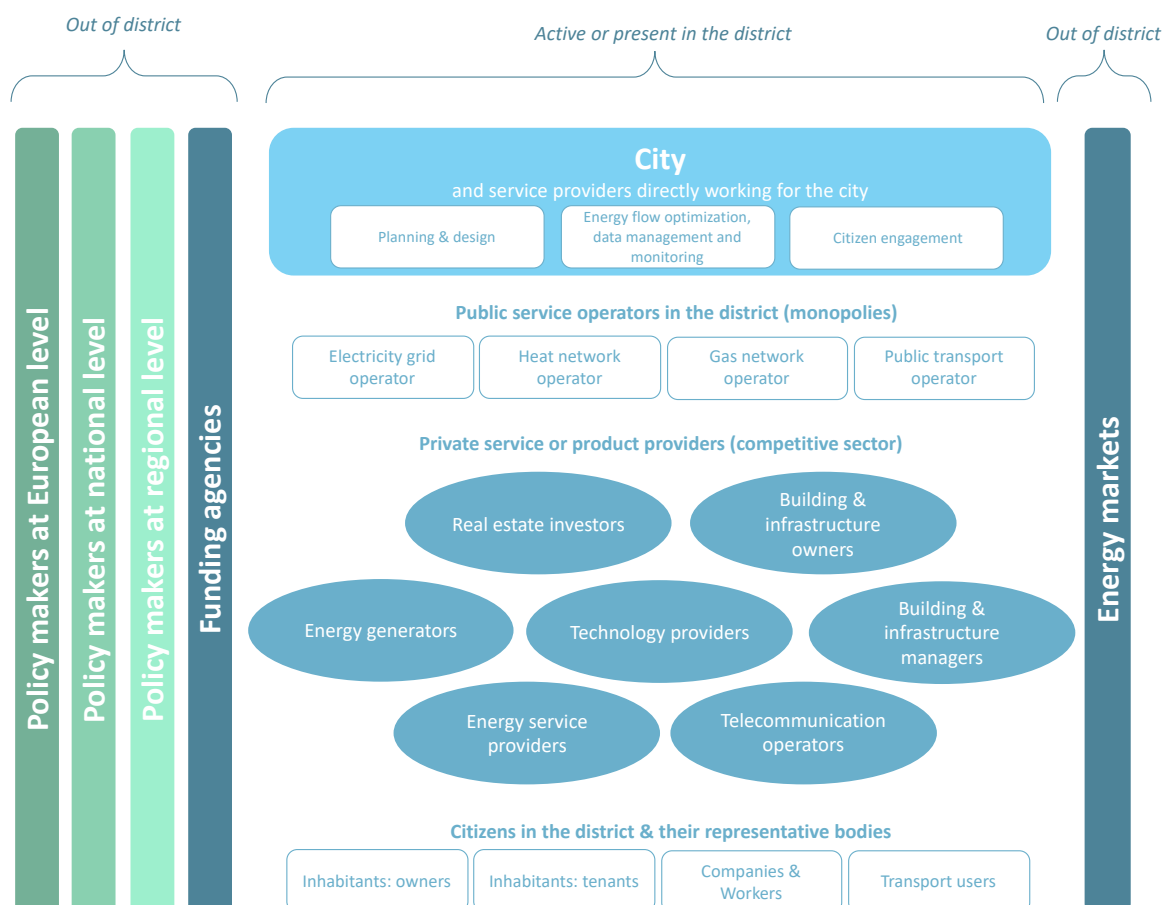 Out of district
Active or present in the district
Out of district
Policy makers at European level
Policy makers at national level
Policy makers at regional level
Funding agencies
City
and service providers directly working for the city
Planning & design
Energy flow optimization,
data management and
monitoring
Citizen engagement
Public service operators in the district (monopolies)
Electricity grid
operator
Heat network
operator
Gas network
operator
Public transport
operator
Private service or product providers (competitive sector)
Real estate investors
Building &
infrastructure
owners
Energy generators
Technology providers
Building &
infrastructure
managers
Energy service
providers
Telecommunication
operators
Citizens in the district & their representative bodies
Inhabitants: owners
Inhabitants: tenants
Companies &
Workers
Transport users
Energy markets